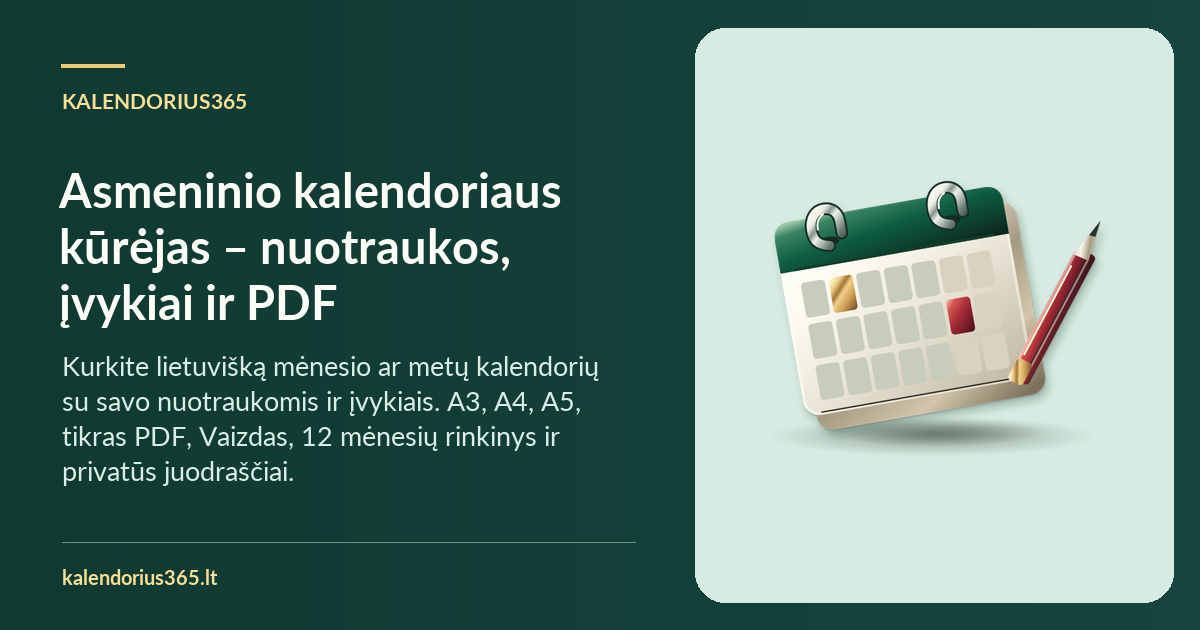 KALENDORIUS365
Asmeninio kalendoriaus
kūrėjas – nuotraukos,
įvykiai ir PDF
Kurkite lietuvišką mėnesio ar metų kalendorių
su savo nuotraukomis ir įvykiais. A3, A4, A5,
tikras PDF, Vaizdas, 12 mėnesių rinkinys ir
privatūs juodraščiai.
kalendorius365.lt